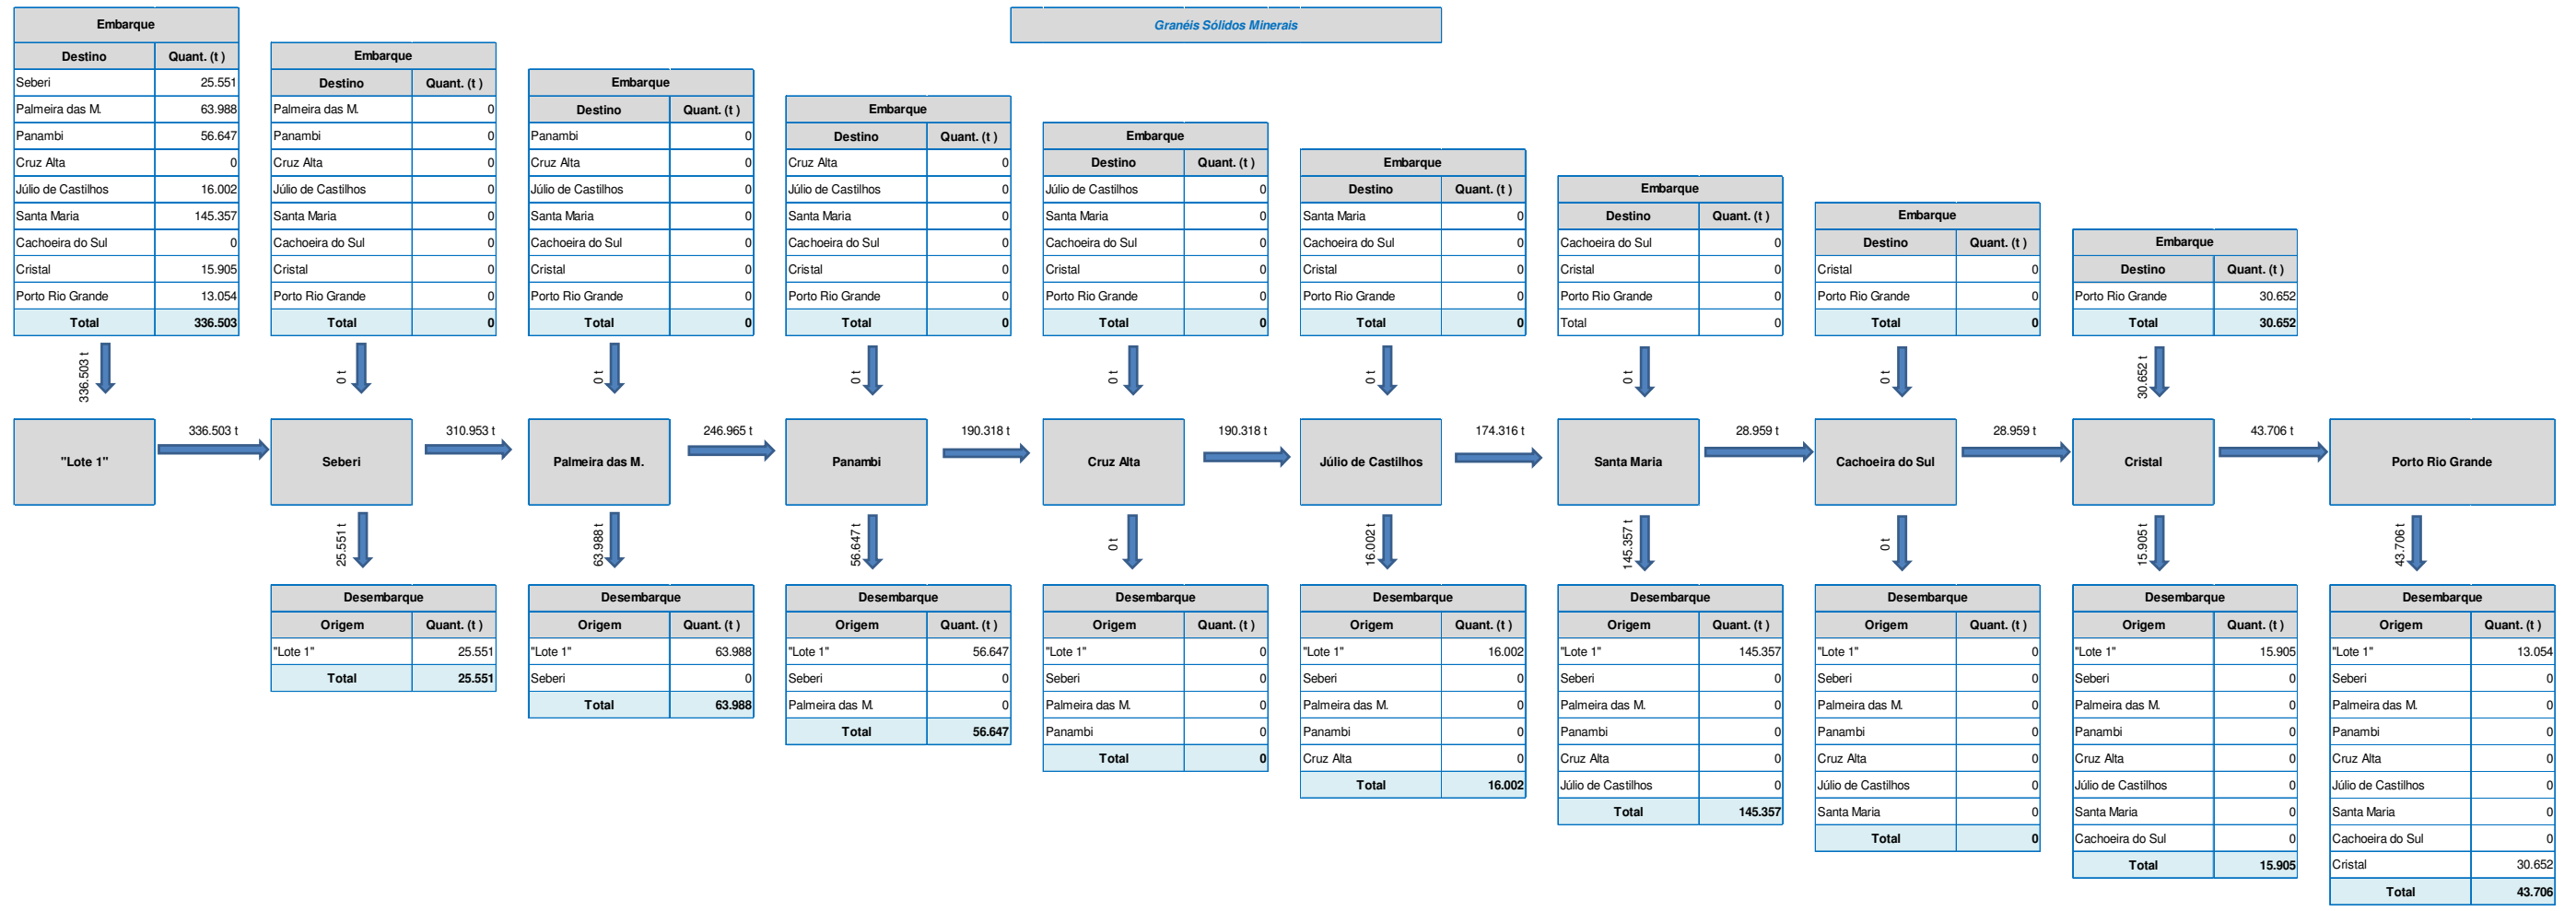 Granéis Sólidos Minerais
Embarque
Destino Quant. (t )
Seberi 25.551
Palmeira das M. 63.988
Panambi 56.647
Cruz Alta 0
Júlio de Castilhos 16.002
Santa Maria 145.357
Cachoeira do Sul 0
Cristal 15.905
Porto Rio Grande 13.054
Total 336.503
Embarque
Destino Quant. (t )
Palmeira das M. 0
Panambi 0
Cruz Alta 0
Júlio de Castilhos 0
Santa Maria 0
Cachoeira do Sul 0
Cristal 0
Porto Rio Grande 0
Total 0
Embarque
Destino Quant. (t )
Panambi 0
Cruz Alta 0
Júlio de Castilhos 0
Santa Maria 0
Cachoeira do Sul 0
Cristal 0
Porto Rio Grande 0
Total 0
Embarque
Destino Quant. (t )
Cruz Alta 0
Júlio de Castilhos 0
Santa Maria 0
Cachoeira do Sul 0
Cristal 0
Porto Rio Grande 0
Total 0
Embarque
Destino Quant. (t )
Júlio de Castilhos 0
Santa Maria 0
Cachoeira do Sul 0
Cristal 0
Porto Rio Grande 0
Total 0
Embarque
Destino Quant. (t )
Santa Maria 0
Cachoeira do Sul 0
Cristal 0
Porto Rio Grande 0
Total 0
Embarque
Destino Quant. (t )
Cachoeira do Sul 0
Cristal 0
Porto Rio Grande 0
Total 0
Embarque
Destino Quant. (t )
Cristal 0
Porto Rio Grande 0
Total 0
Embarque
Destino Quant. (t )
Porto Rio Grande 30.652
Total 30.652
336.503 t
0 t
0 t
0 t
0 t
0 t
0 t
0 t
30.652 t
"Lote 1"
336.503 t
Seberi
310.953 t
Palmeira das M.
246.965 t
Panambi
190.318 t
Cruz Alta
190.318 t
Júlio de Castilhos
174.316 t
Santa Maria
28.959 t
Cachoeira do Sul
28.959 t
Cristal
43.706 t
Porto Rio Grande
25.551 t
63.988 t
56.647 t
0 t
16.002 t
145.357 t
0 t
15.905 t
43.706 t
Desembarque
Origem Quant. (t )
"Lote 1" 25.551
Total 25.551
Desembarque
Origem Quant. (t )
"Lote 1" 63.988
Seberi 0
Total 63.988
Desembarque
Origem Quant. (t )
"Lote 1" 56.647
Seberi 0
Palmeira das M. 0
Total 56.647
Desembarque
Origem Quant. (t )
"Lote 1" 0
Seberi 0
Palmeira das M. 0
Panambi 0
Total 0
Desembarque
Origem Quant. (t )
"Lote 1" 16.002
Seberi 0
Palmeira das M. 0
Panambi 0
Cruz Alta 0
Total 16.002
Desembarque
Origem Quant. (t )
"Lote 1" 145.357
Seberi 0
Palmeira das M. 0
Panambi 0
Cruz Alta 0
Júlio de Castilhos 0
Total 145.357
Desembarque
Origem Quant. (t )
"Lote 1" 0
Seberi 0
Palmeira das M. 0
Panambi 0
Cruz Alta 0
Júlio de Castilhos 0
Santa Maria 0
Total 0
Desembarque
Origem Quant. (t )
"Lote 1" 15.905
Seberi 0
Palmeira das M. 0
Panambi 0
Cruz Alta 0
Júlio de Castilhos 0
Santa Maria 0
Cachoeira do Sul 0
Total 15.905
Desembarque
Origem Quant. (t )
"Lote 1" 13.054
Seberi 0
Palmeira das M. 0
Panambi 0
Cruz Alta 0
Júlio de Castilhos 0
Santa Maria 0
Cachoeira do Sul 0
Cristal 30.652
Total 43.706